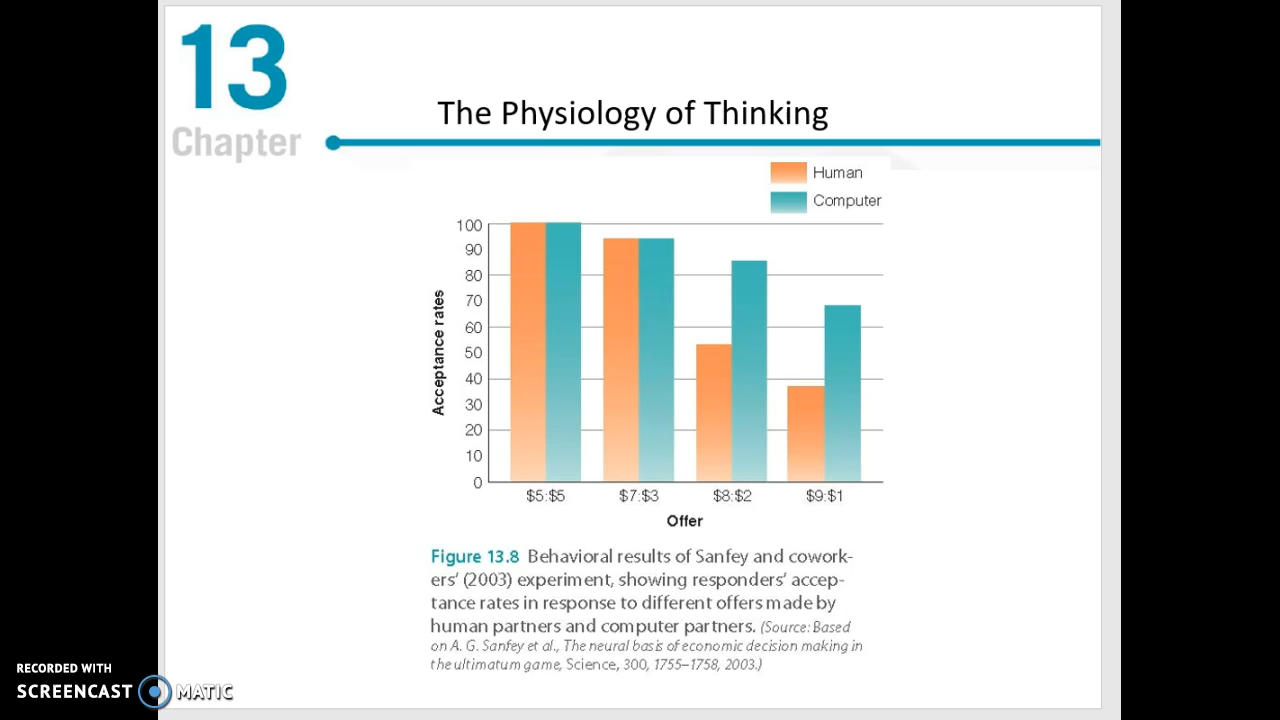 13
Chapter
The Physiology of Thinking
Human
Computer
100
90
80
70
60
50
40
30
20
10
0
Acceptance rates
$5:$5 $7:$3 $8:$2 $9:$1
Offer
Figure 13.8 Behavioral results of Sanfey and cowork-
ers' (2003) experiment, showing responders' accep-
tance rates in response to different offers made by
human partners and computer partners. (Source: Based
on A. G. Sanfey et al., The neural basis of economic decision making in
the ultimatum game, Science, 300, 1755–1758, 2003.)
RECORDED WITH
SCREENCAST MATIC